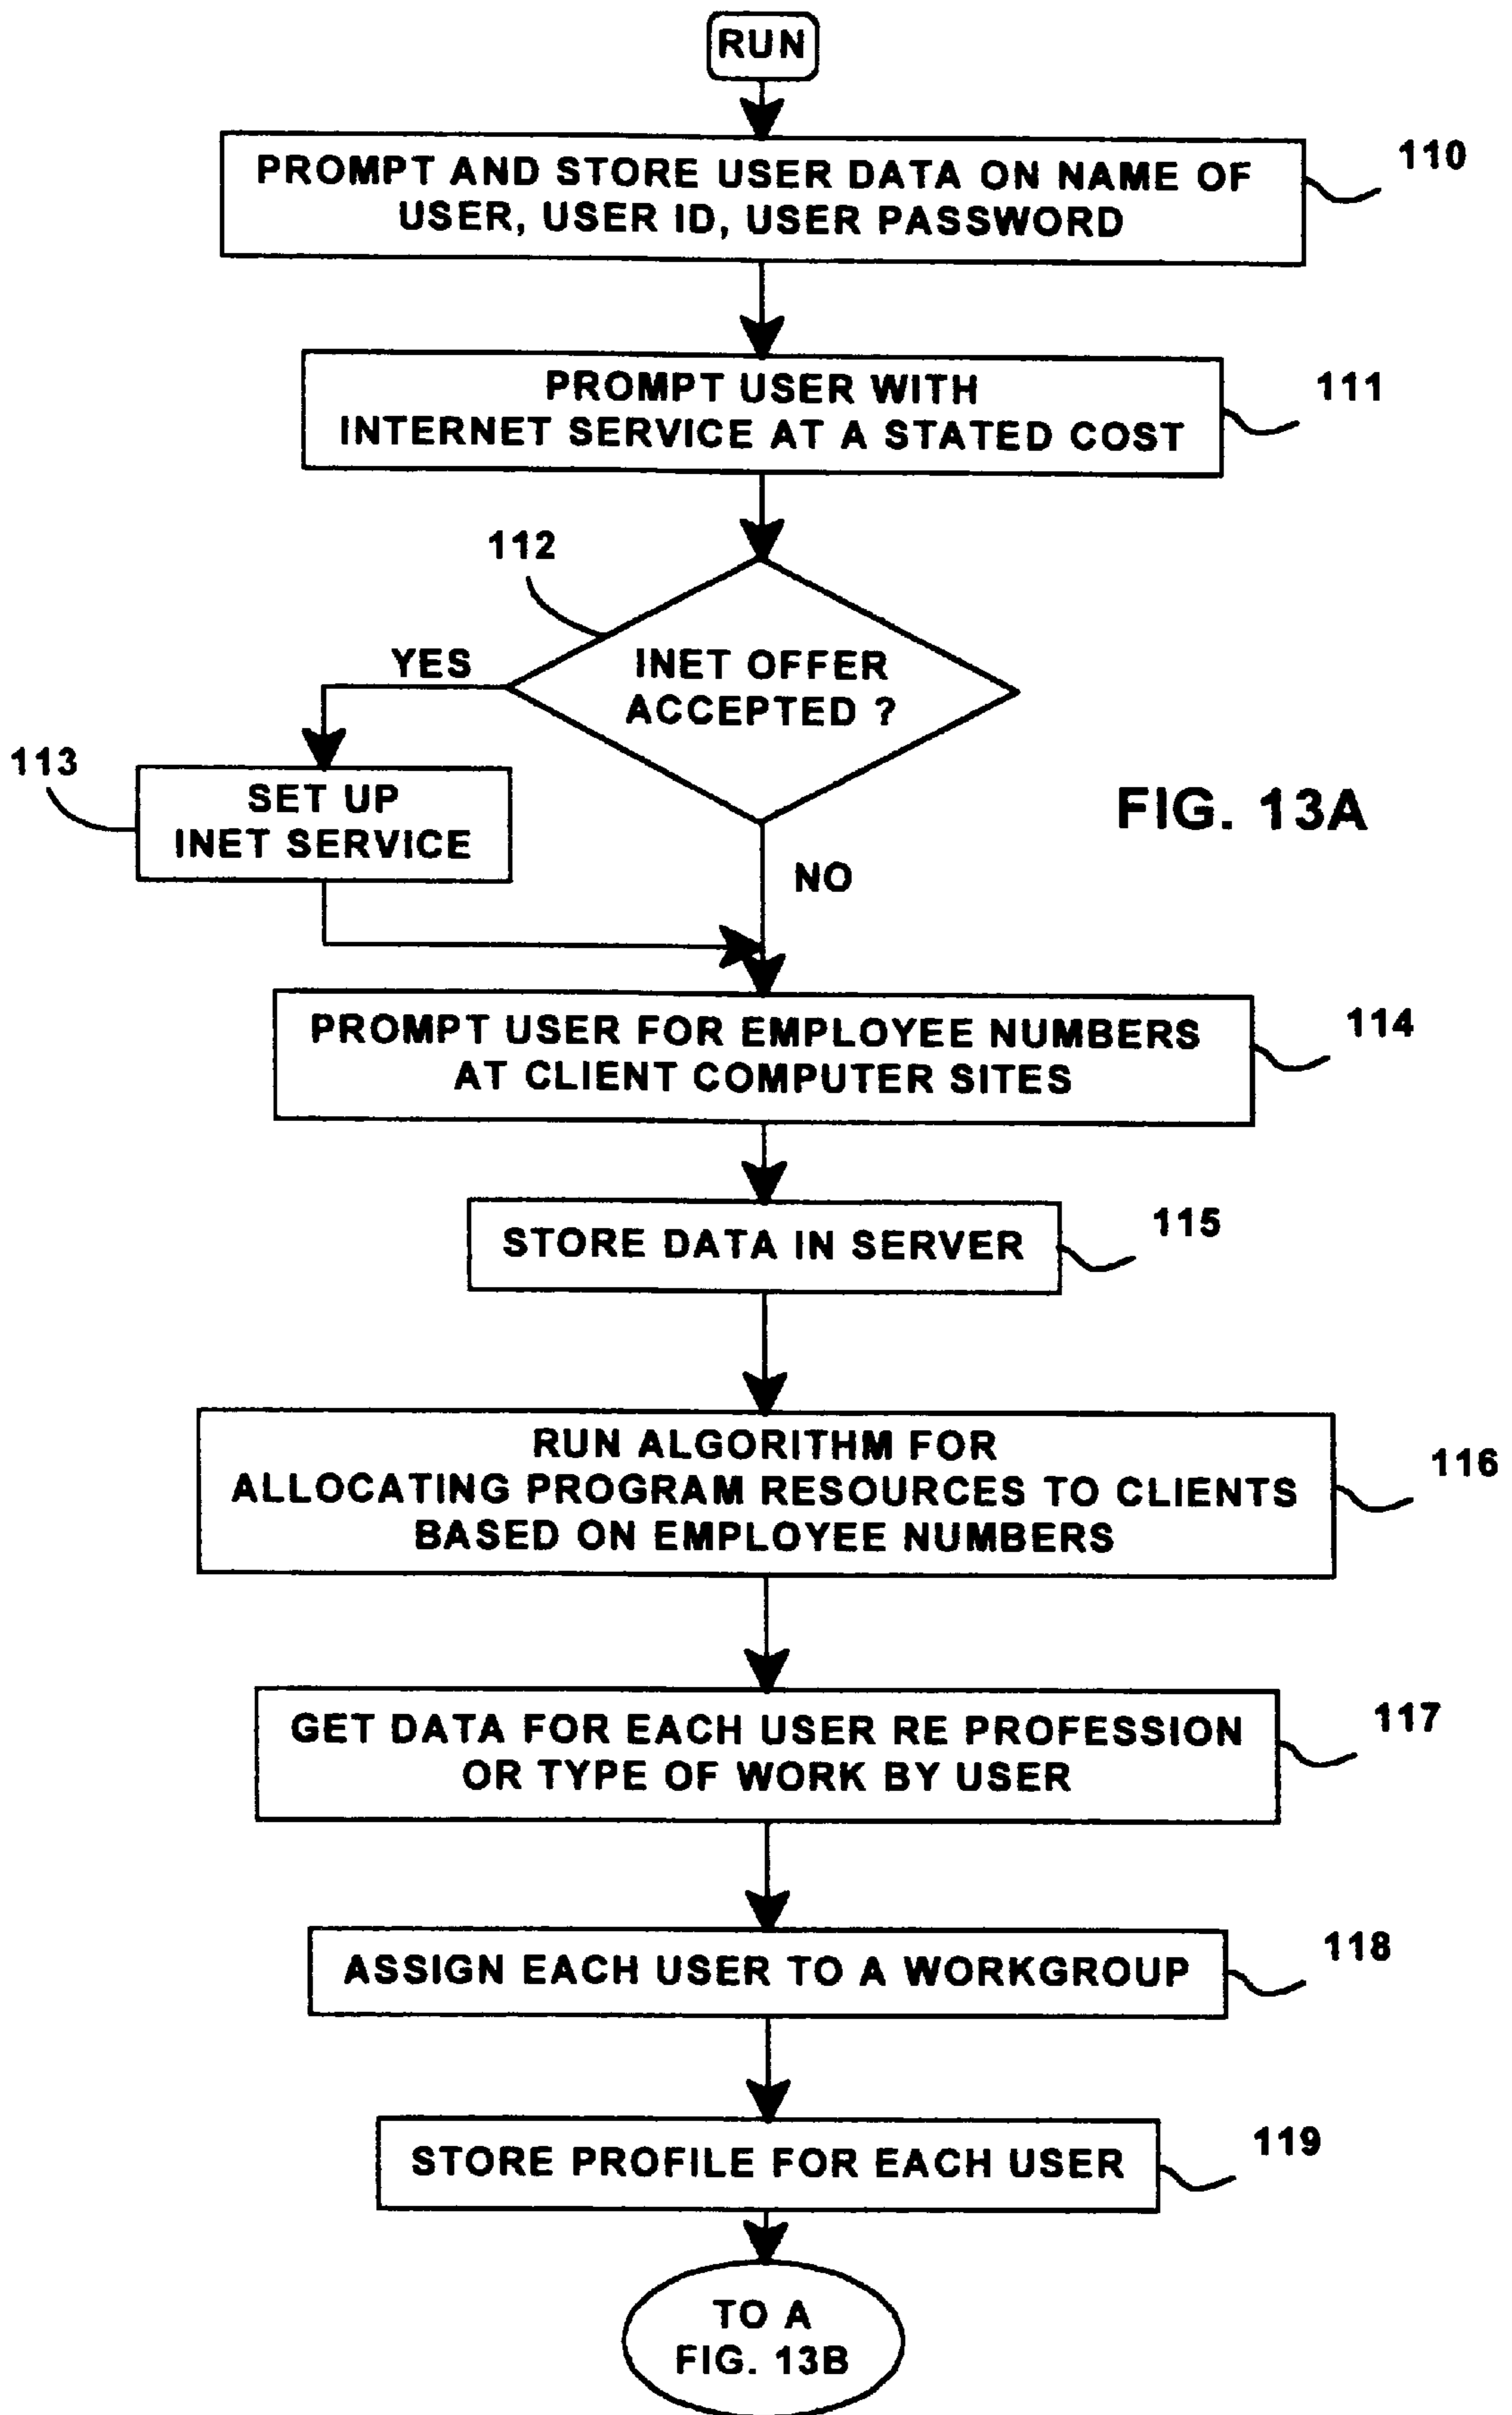 RUN
PROMPT AND STORE USER DATA ON NAME OF
USER, USER ID, USER PASSWORD
110
PROMPT USER WITH
INTERNET SERVICE AT A STATED COST
111
112
INET OFFER
ACCEPTED ?
YES
113
SET UP
INET SERVICE
FIG. 13A
NO
PROMPT USER FOR EMPLOYEE NUMBERS
AT CLIENT COMPUTER SITES
114
STORE DATA IN SERVER
115
RUN ALGORITHM FOR
ALLOCATING PROGRAM RESOURCES TO CLIENTS
BASED ON EMPLOYEE NUMBERS
116
GET DATA FOR EACH USER RE PROFESSION
OR TYPE OF WORK BY USER
117
ASSIGN EACH USER TO A WORKGROUP
118
STORE PROFILE FOR EACH USER
119
TO A
FIG. 13B